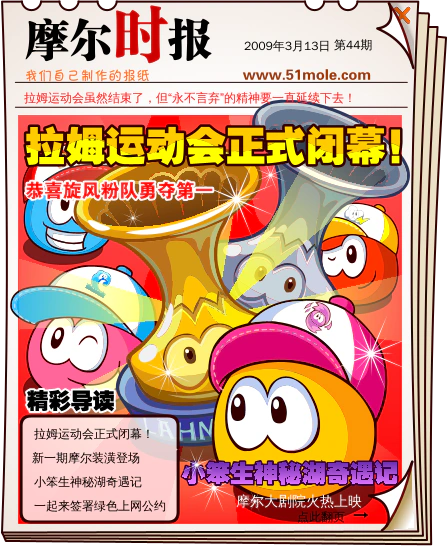 摩尔时报
2009年3月13日 第44期
我们自己制作的报纸
www.51mole.com
拉姆运动会虽然结束了，但“永不言弃”的精神要一直延续下去！
拉姆运动会正式闭幕！
恭喜旋风粉队勇夺第一
精彩导读
拉姆运动会正式闭幕！
新一期摩尔装潢登场
小笨生神秘湖奇遇记
一起来签署绿色上网公约
小笨生神秘湖奇遇记
摩尔大剧院火热上映
点此翻页 →